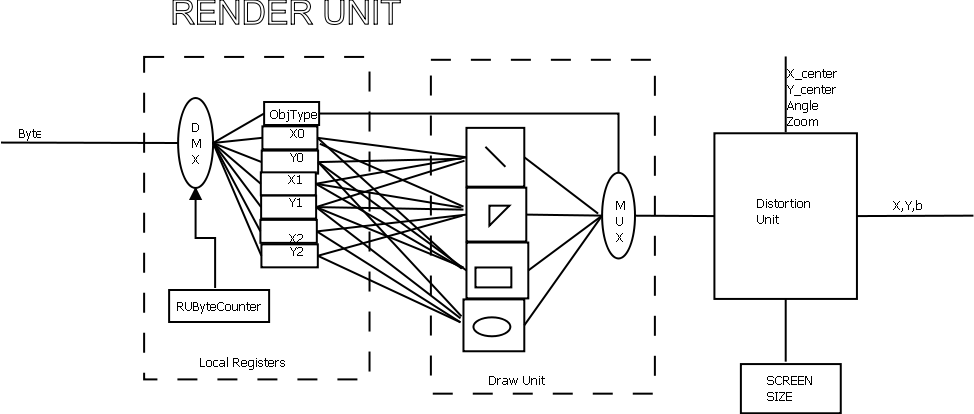 RENDER UNIT
Byte
D
M
X
ObjType
X0
Y0
X1
Y1
X2
Y2
RUByteCounter
Local Registers
Draw Unit
M
U
X
X_center
Y_center
Angle
Zoom
Distortion
Unit
X,Y,b
SCREEN
SIZE